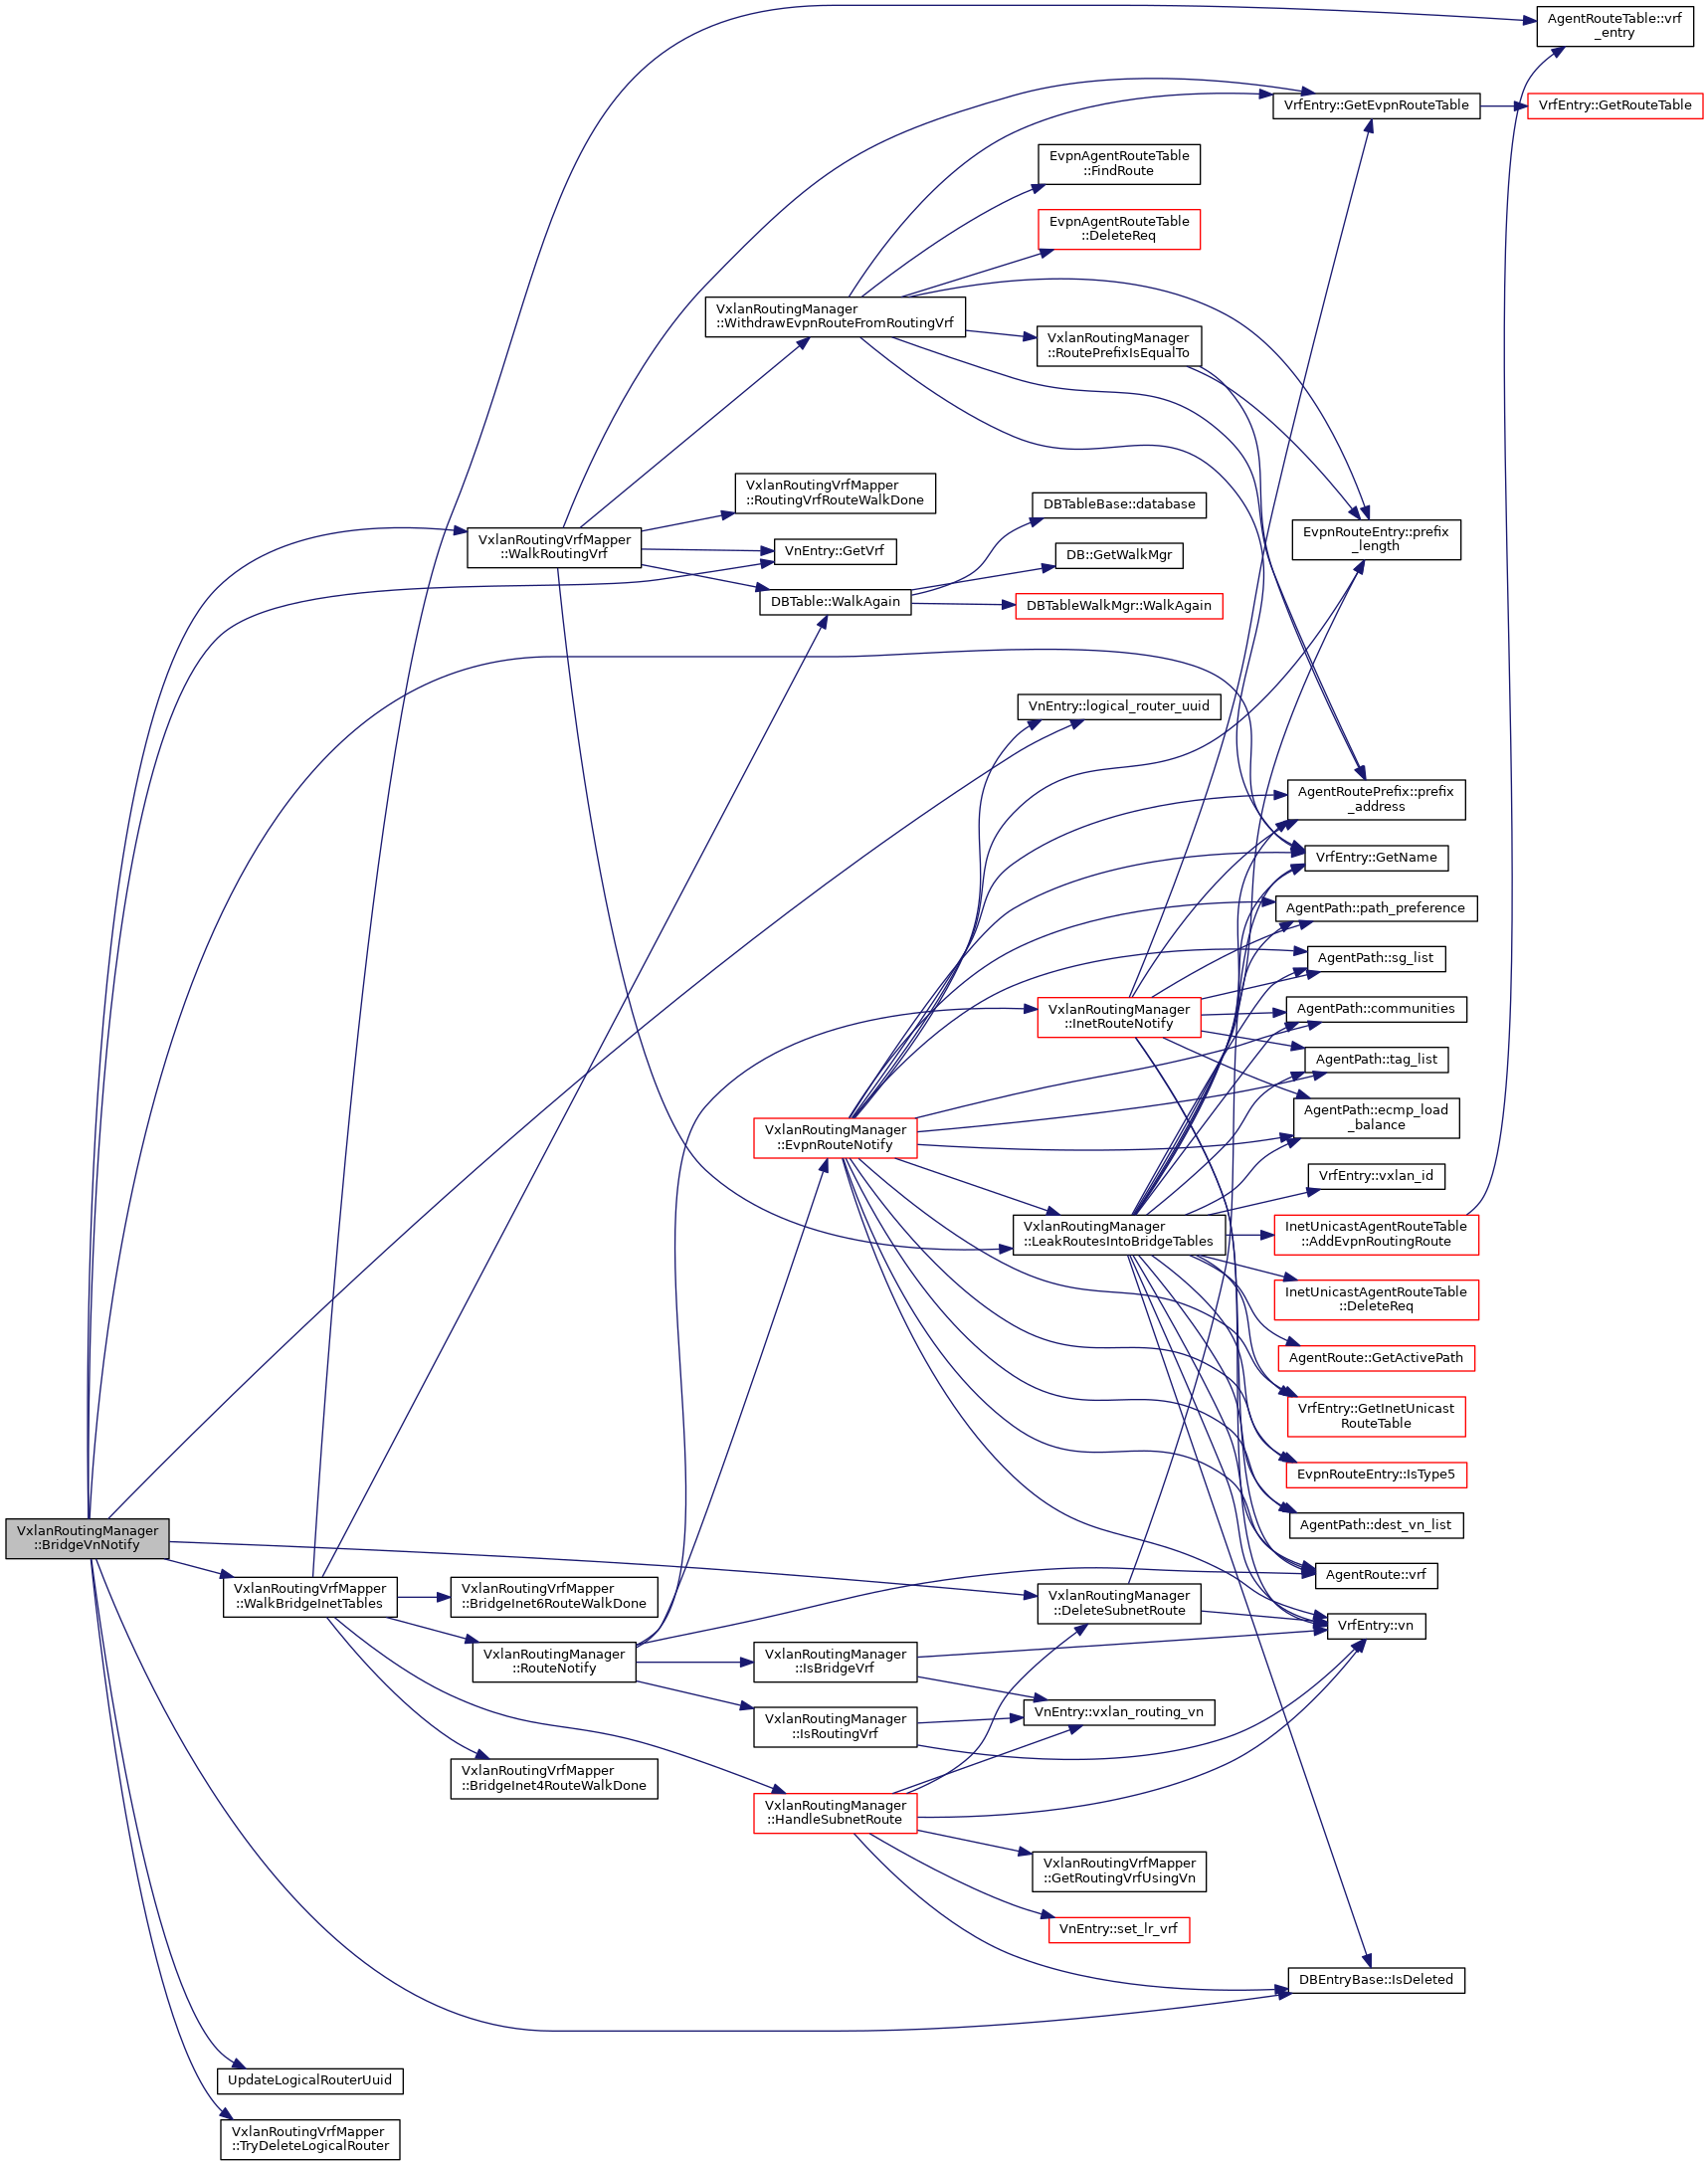 AgentRouteTable::vrf
_entry
VrfEntry::GetEvpnRouteTable
VrfEntry::GetRouteTable
EvpnAgentRouteTable
::FindRoute
EvpnAgentRouteTable
::DeleteReq
VxlanRoutingManager
::WithdrawEvpnRouteFromRoutingVrf
VxlanRoutingManager
::RoutePrefixIsEqualTo
VxlanRoutingVrfMapper
::RoutingVrfRouteWalkDone
DBTableBase::database
EvpnRouteEntry::prefix
_length
VxlanRoutingVrfMapper
::WalkRoutingVrf
VnEntry::GetVrf
DB::GetWalkMgr
DBTable::WalkAgain
DBTableWalkMgr::WalkAgain
VnEntry::logical_router_uuid
AgentRoutePrefix::prefix
_address
VrfEntry::GetName
AgentPath::path_preference
AgentPath::sg_list
VxlanRoutingManager
::InetRouteNotify
AgentPath::communities
AgentPath::tag_list
AgentPath::ecmp_load
_balance
VxlanRoutingManager
::EvpnRouteNotify
VrfEntry::vxlan_id
VxlanRoutingManager
::LeakRoutesIntoBridgeTables
InetUnicastAgentRouteTable
::AddEvpnRoutingRoute
InetUnicastAgentRouteTable
::DeleteReq
AgentRoute::GetActivePath
VrfEntry::GetInetUnicast
RouteTable
EvpnRouteEntry::IsType5
AgentPath::dest_vn_list
VxlanRoutingManager
::BridgeVnNotify
AgentRoute::vrf
VxlanRoutingVrfMapper
::WalkBridgeInetTables
VxlanRoutingVrfMapper
::BridgeInet6RouteWalkDone
VxlanRoutingManager
::DeleteSubnetRoute
VrfEntry::vn
VxlanRoutingManager
::RouteNotify
VxlanRoutingManager
::IsBridgeVrf
VnEntry::vxlan_routing_vn
VxlanRoutingManager
::IsRoutingVrf
VxlanRoutingVrfMapper
::BridgeInet4RouteWalkDone
VxlanRoutingManager
::HandleSubnetRoute
VxlanRoutingVrfMapper
::GetRoutingVrfUsingVn
VnEntry::set_lr_vrf
DBEntryBase::IsDeleted
UpdateLogicalRouterUuid
VxlanRoutingVrfMapper
::TryDeleteLogicalRouter